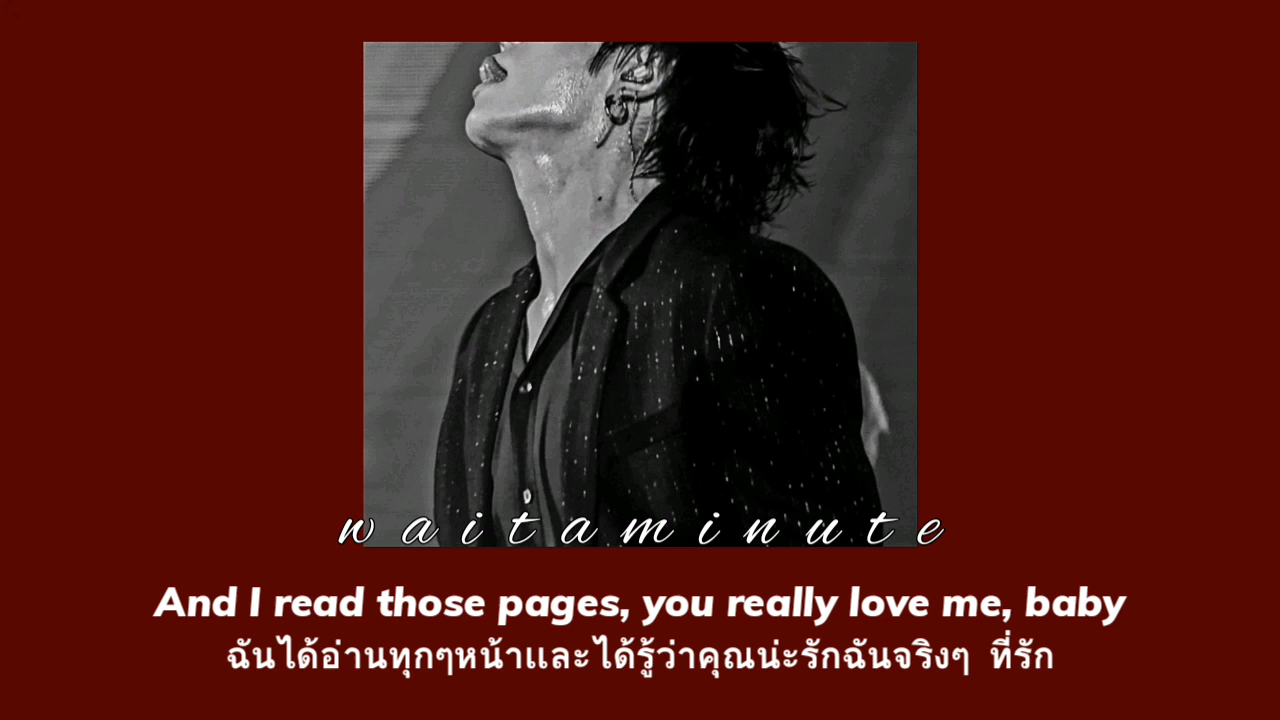 w a i t a m i n u t e
And I read those pages, you really love me, baby
ฉันได้อ่านทุกๆหน้าและได้รู้ว่าคุณน่ะรักฉันจริงๆ ที่รัก